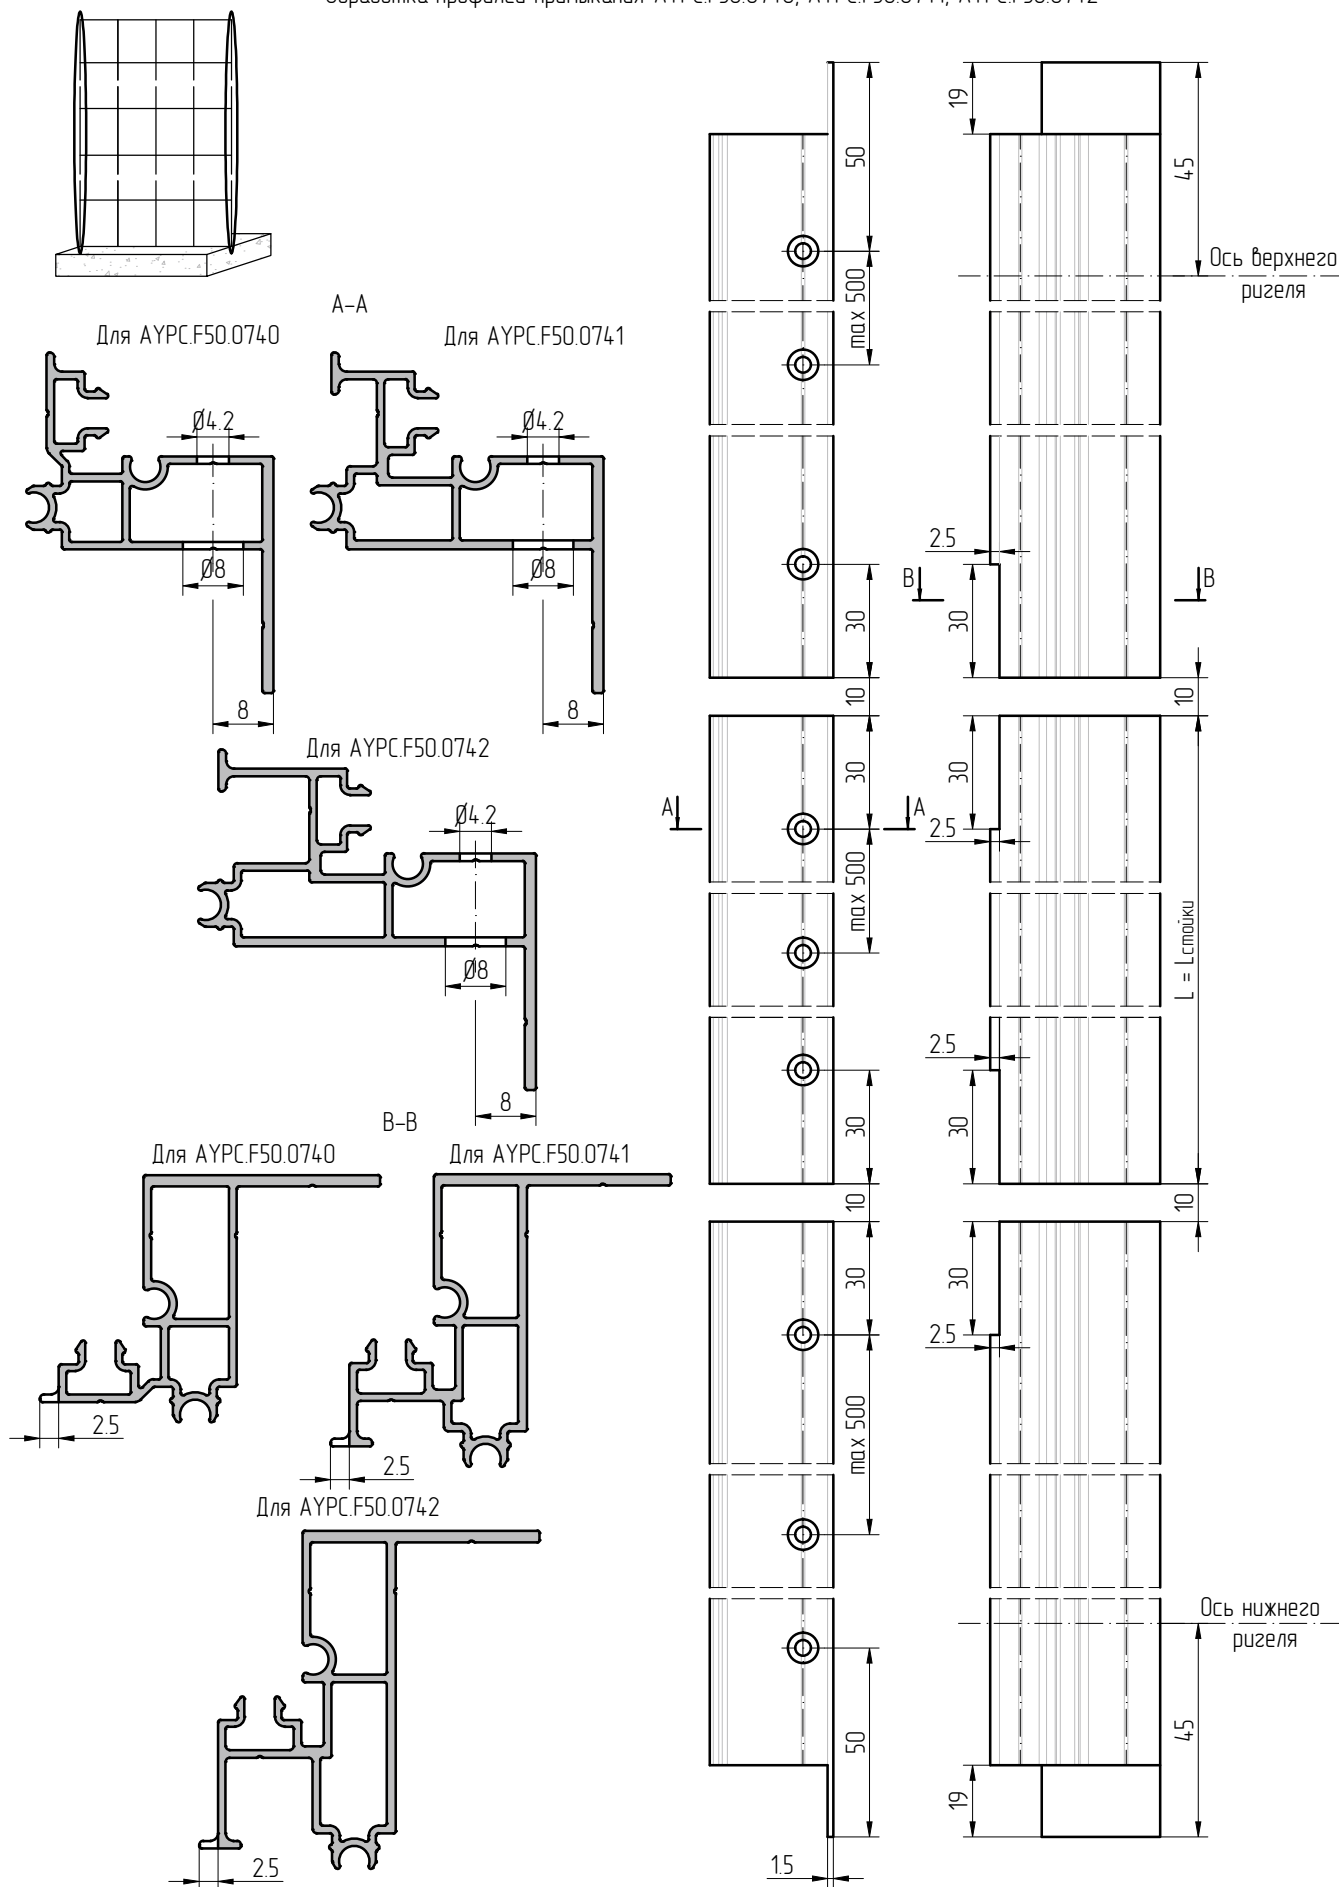 Обработка профилей примыкания AYPC.F50.0740, AYPC.F50.0741, AYPC.F50.0742
А-А
Для AYPC.F50.0740
Для AYPC.F50.0741
Ø4.2
Ø4.2
Ø8
Ø8
8
8
Для AYPC.F50.0742
Ø4.2
Ø8
8
В-В
Для AYPC.F50.0740
Для AYPC.F50.0741
2.5
2.5
Для AYPC.F50.0742
2.5
50
max 500
30
10
30
А
А
max 500
30
10
30
max 500
50
1.5
19
45
Ось верхнего
ригеля
2.5
В
В
30
10
30
2.5
L = Lстойки
2.5
30
10
30
2.5
Ось нижнего
ригеля
45
19